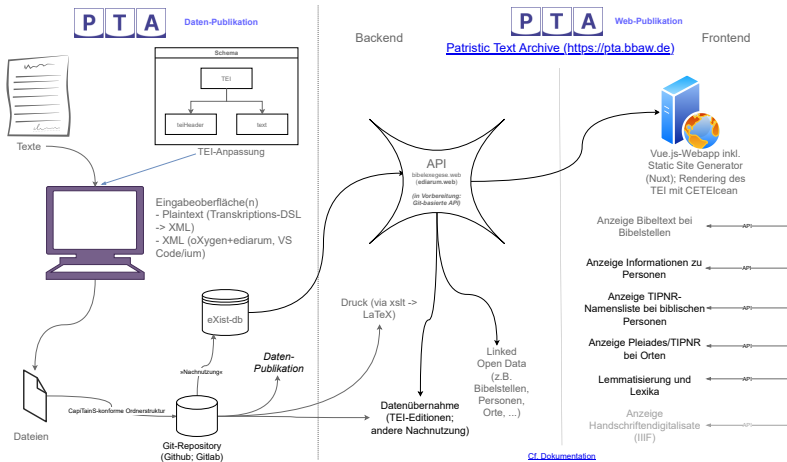 P T A
Daten-Publikation
Schema
TEI
teiHeader
text
Texte
TEI-Anpassung
Eingabeoberfläche(n)
- Plaintext (Transkriptions-DSL
-> XML)
- XML (oXygen+ediarum, VS
Code/ium)
eXist-db
»Nachnutzung«
Daten-
Publikation
CapiTainS-konforme Ordnerstruktur
Dateien
Git-Repository
(Github; Gitlab)
Backend
P T A
Web-Publikation
Patristic Text Archive (https://pta.bbaw.de)
Frontend
API
bibelexegese.web
(ediarum.web)
(in Vorbereitung:
Git-basierte API)
Druck (via xslt ->
LaTeX)
Datenübernahme
(TEI-Editionen;
andere Nachnutzung)
Linked
Open Data
(z.B.
Bibelstellen,
Personen,
Orte, ...)
Vue.js-Webapp inkl.
Static Site Generator
(Nuxt); Rendering des
TEI mit CETEIcean
Anzeige Bibeltext bei
Bibelstellen
API
Anzeige Informationen zu
Personen
API
Anzeige TIPNR-
Namensliste bei biblischen
Personen
API
Anzeige Pleiades/TIPNR
bei Orten
API
Lemmatisierung und
Lexika
API
Anzeige
Handschriftendigitalisate
(IIIF)
API
Cf. Dokumentation